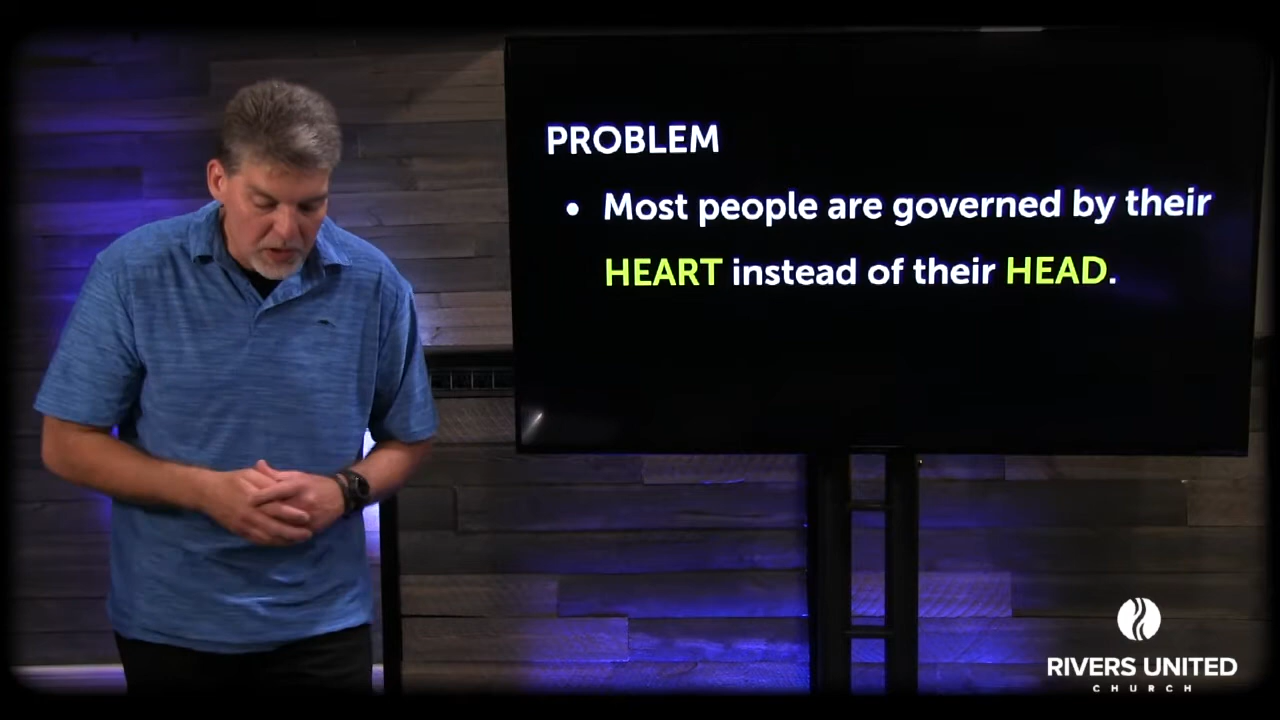 PROBLEM
• Most people are governed by their
HEART instead of their HEAD.
RIVERS UNITED
CHURCH